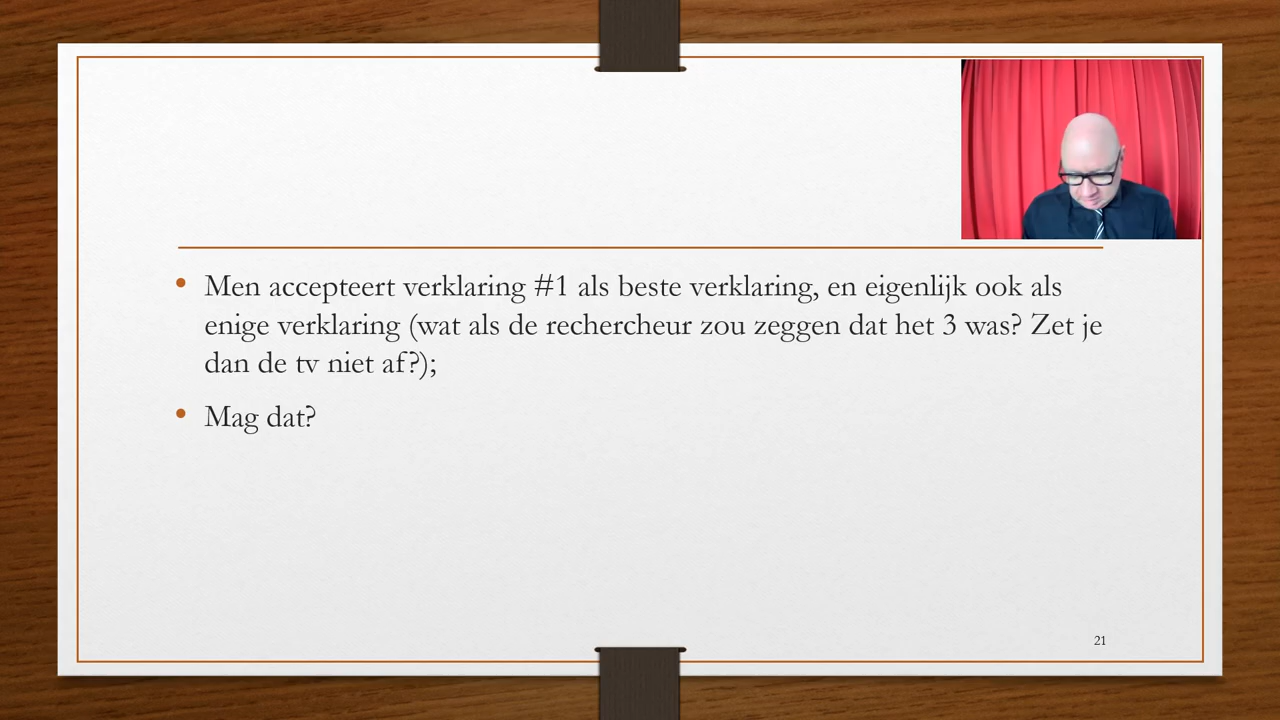 Men accepteert verklaring #1 als beste verklaring, en eigenlijk ook als
enige verklaring (wat als de rechercheur zou zeggen dat het 3 was? Zet je
dan de tv niet af?);
Mag dat?
21